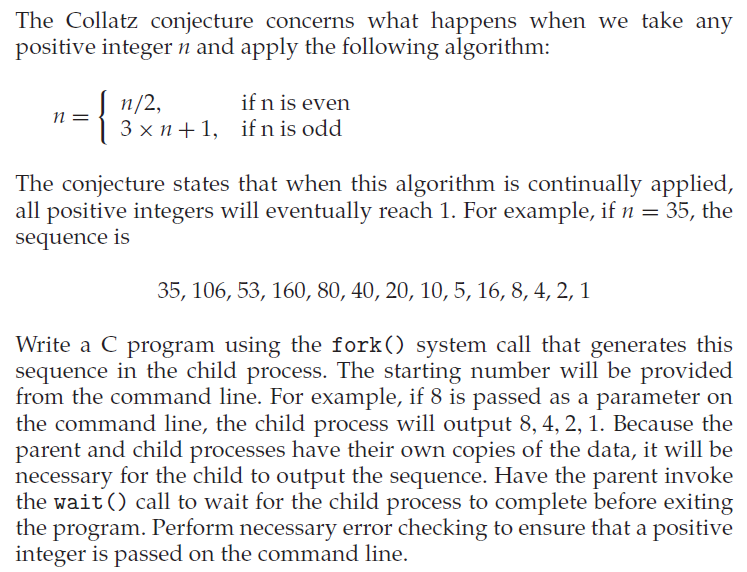 The Collatz conjecture concerns what happens when we take any
positive integer n and apply the following algorithm:
n = { n/2, if n is even
3 × n + 1, if n is odd
The conjecture states that when this algorithm is continually applied,
all positive integers will eventually reach 1. For example, if n = 35, the
sequence is
35, 106, 53, 160, 80, 40, 20, 10, 5, 16, 8, 4, 2, 1
Write a C program using the fork() system call that generates this
sequence in the child process. The starting number will be provided
from the command line. For example, if 8 is passed as a parameter on
the command line, the child process will output 8, 4, 2, 1. Because the
parent and child processes have their own copies of the data, it will be
necessary for the child to output the sequence. Have the parent invoke
the wait() call to wait for the child process to complete before exiting
the program. Perform necessary error checking to ensure that a positive
integer is passed on the command line.